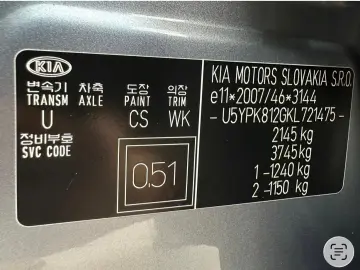 KIA
변속기 차축 도장 의장
TRANSM AXLE PAINT TRIM
U CS WK
정비부호
SVC CODE
0.51
KIA MOTORS SLOVAKIA S.R.O.
e11*2007/46*3144
- U5YPK812GKL721475 -
2145 kg
3745 kg
1 -1240 kg
2 -1150 kg